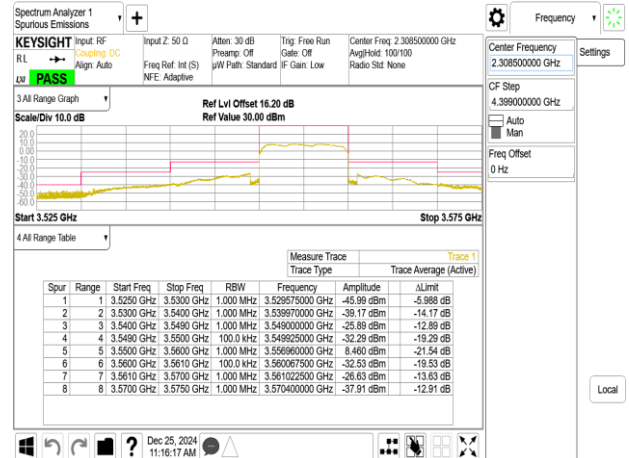 Spectrum Analyzer 1
Spurious Emissions
Frequency
KEYSIGHT
RL
LXI
PASS
Input: RF
Coupling: DC
Align: Auto
Input Z: 50 Ω
Freq Ref: Int (S)
NFE: Adaptive
Atten: 30 dB
Preamp: Off
µW Path: Standard
Trig: Free Run
Gate: Off
IF Gain: Low
Center Freq: 2.308500000 GHz
Avg|Hold: 100/100
Radio Std: None
Center Frequency
2.308500000 GHz
Settings
CF Step
4.399000000 GHz
Auto
Man
Freq Offset
0 Hz
Local
3 All Range Graph
Scale/Div 10.0 dB
Ref Lvl Offset 16.20 dB
Ref Value 30.00 dBm
20.0
10.0
0.00
-10.0
-20.0
-30.0
-40.0
-50.0
-60.0
Start 3.525 GHz
Stop 3.575 GHz
4 All Range Table
Measure Trace Trace 1
Trace Type Trace Average (Active)
Spur Range Start Freq Stop Freq RBW Frequency Amplitude ΔLimit
1 1 3.5250 GHz 3.5300 GHz 1.000 MHz 3.529575000 GHz -45.99 dBm -5.988 dB
2 2 3.5300 GHz 3.5400 GHz 1.000 MHz 3.539970000 GHz -39.17 dBm -14.17 dB
3 3 3.5400 GHz 3.5490 GHz 1.000 MHz 3.549000000 GHz -25.89 dBm -12.89 dB
4 4 3.5490 GHz 3.5500 GHz 100.0 kHz 3.549925000 GHz -32.29 dBm -19.29 dB
5 5 3.5500 GHz 3.5600 GHz 1.000 MHz 3.556960000 GHz 8.460 dBm -21.54 dB
6 6 3.5600 GHz 3.5610 GHz 100.0 kHz 3.560067500 GHz -32.53 dBm -19.53 dB
7 7 3.5610 GHz 3.5700 GHz 1.000 MHz 3.561022500 GHz -26.63 dBm -13.63 dB
8 8 3.5700 GHz 3.5750 GHz 1.000 MHz 3.570400000 GHz -37.91 dBm -12.91 dB
?
Dec 25, 2024
11:16:17 AM